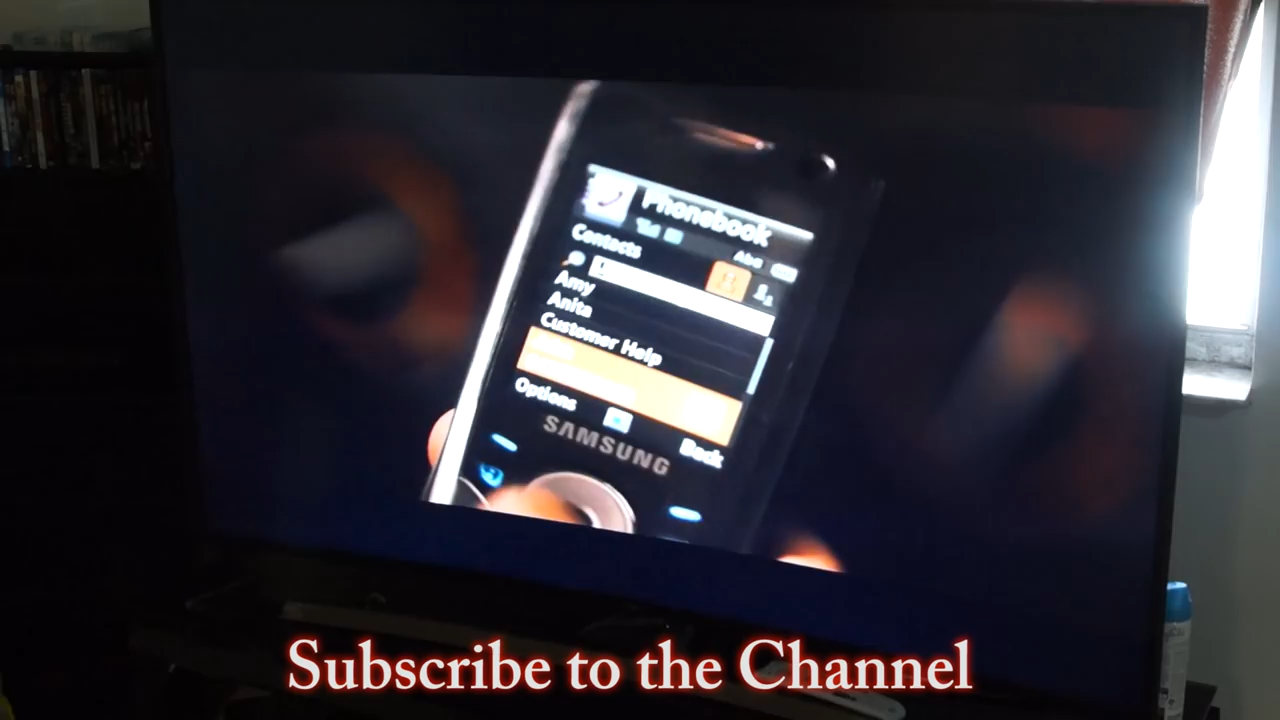 Phonebook
Abc
Contacts
Amy
Anita
Customer Help
Options
Back
SAMSUNG
Subscribe to the Channel